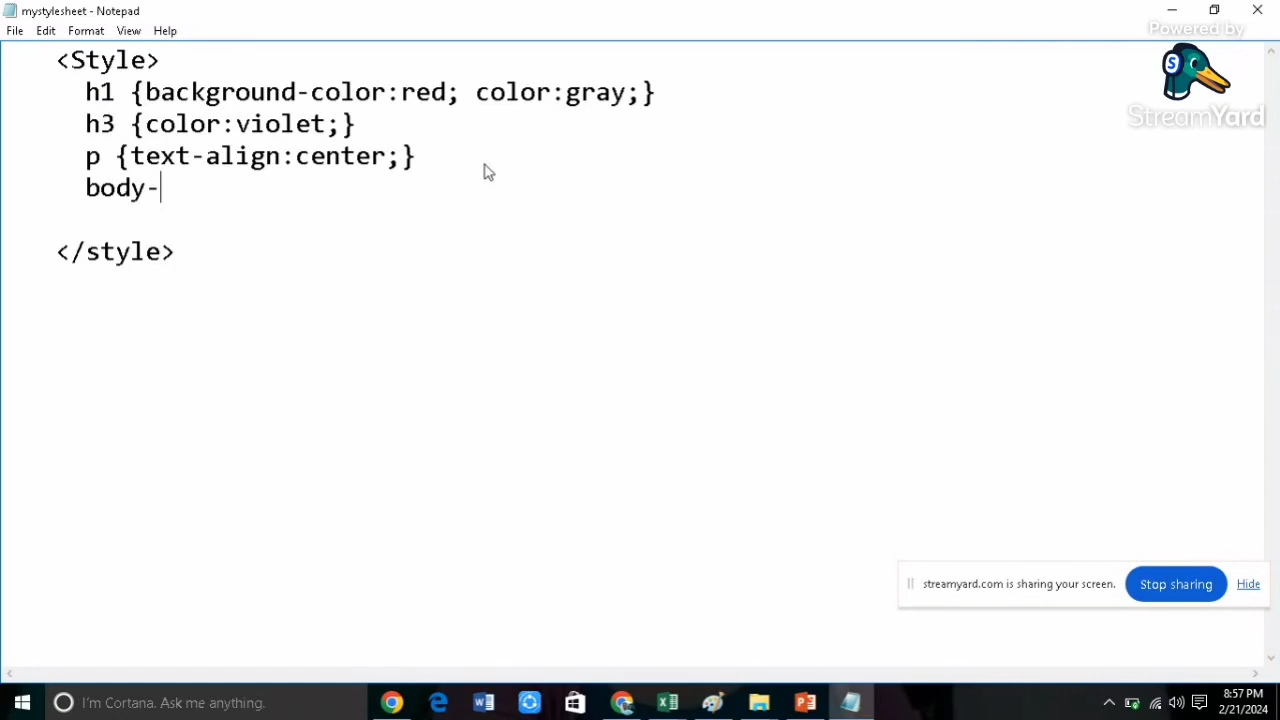 mystylesheet - Notepad
File Edit Format View Help
Powered by
StreamYard
<Style>
h1 {background-color:red; color:gray;}
h3 {color:violet;}
p {text-align:center;}
body-
</style>
streamyard.com is sharing your screen. Stop sharing Hide
I'm Cortana. Ask me anything.
8:57 PM
2/21/2024